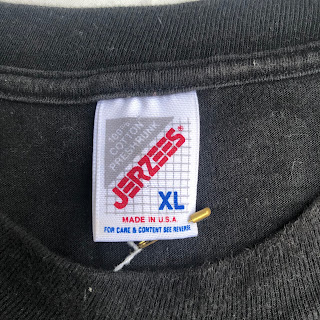 100%
COTTON
PRESHRUNK
JERZEES®
XL
MADE IN U.S.A.
FOR CARE & CONTENT SEE REVERSE